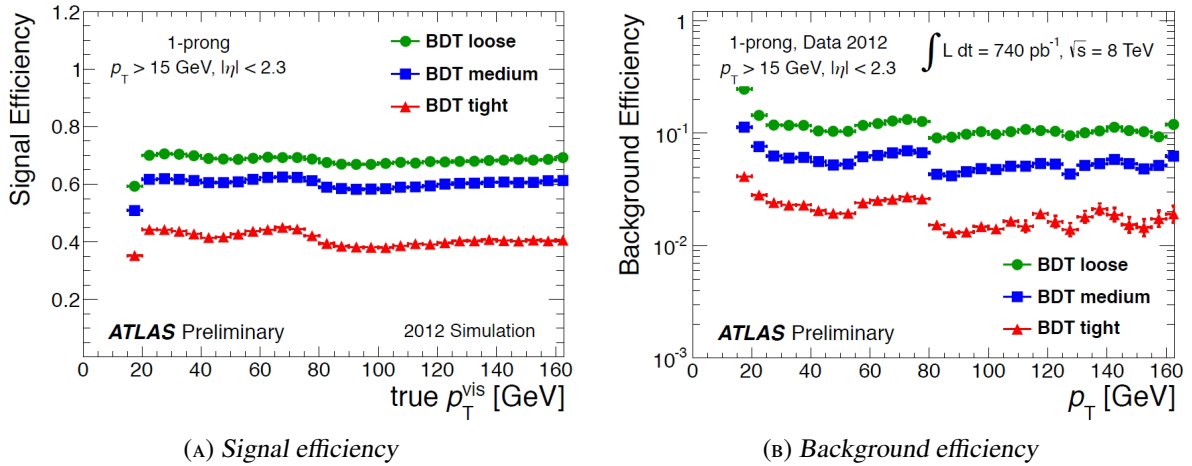 Signal Efficiency
1.2
1
0.8
0.6
0.4
0.2
1-prong
p_T > 15 GeV, |η| < 2.3
BDT loose
BDT medium
BDT tight
ATLAS Preliminary
2012 Simulation
0 20 40 60 80 100 120 140 160
true p_T^vis [GeV]
(A) Signal efficiency
Background Efficiency
1
10^-1
10^-2
10^-3
1-prong, Data 2012
p_T > 15 GeV, |η| < 2.3
∫ L dt = 740 pb^-1, √s = 8 TeV
BDT loose
BDT medium
BDT tight
ATLAS Preliminary
0 20 40 60 80 100 120 140 160
p_T [GeV]
(B) Background efficiency